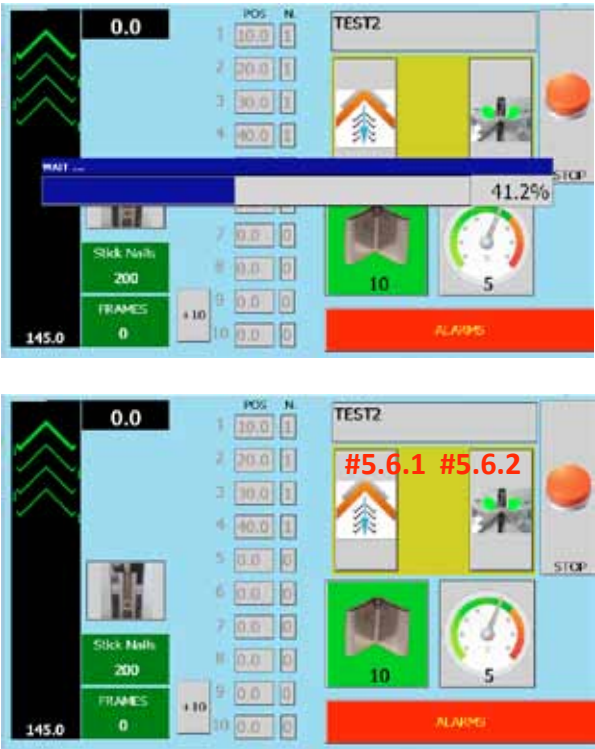 0.0
POS N.
TEST2
1 10.0 1
2 20.0 1
3 30.0 1
4 40.0 1
WAIT ...
41.2%
STOP
7 0.0 0
8 0.0 0
9 0.0 0
10 0.0 0
Stick Nails
200
FRAMES
0
+10
145.0
10
5
ALARMS
0.0
POS N.
TEST2
#5.6.1 #5.6.2
1 10.0 1
2 20.0 1
3 30.0 1
4 40.0 1
5 0.0 0
6 0.0 0
7 0.0 0
8 0.0 0
9 0.0 0
10 0.0 0
STOP
Stick Nails
200
FRAMES
0
+10
145.0
10
5
ALARMS